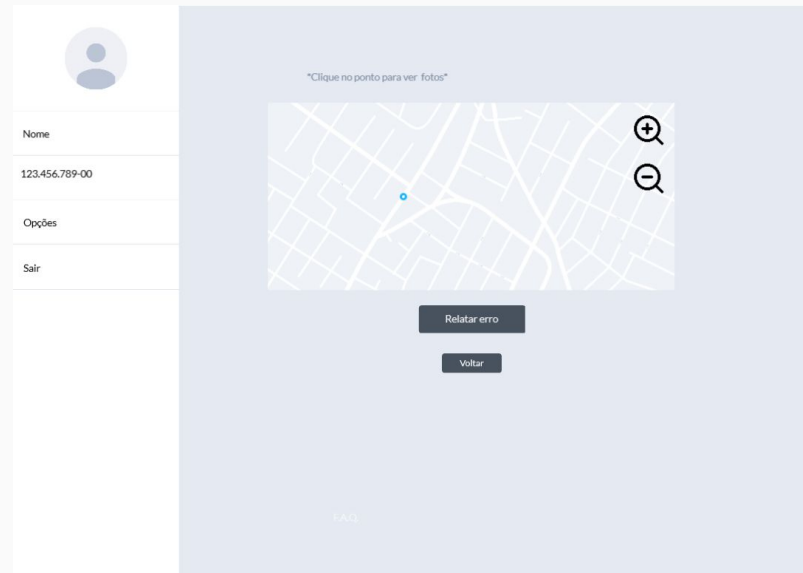 Nome
123.456.789-00
Opções
Sair
*Clique no ponto para ver fotos*
Relatar erro
Voltar
FAQ